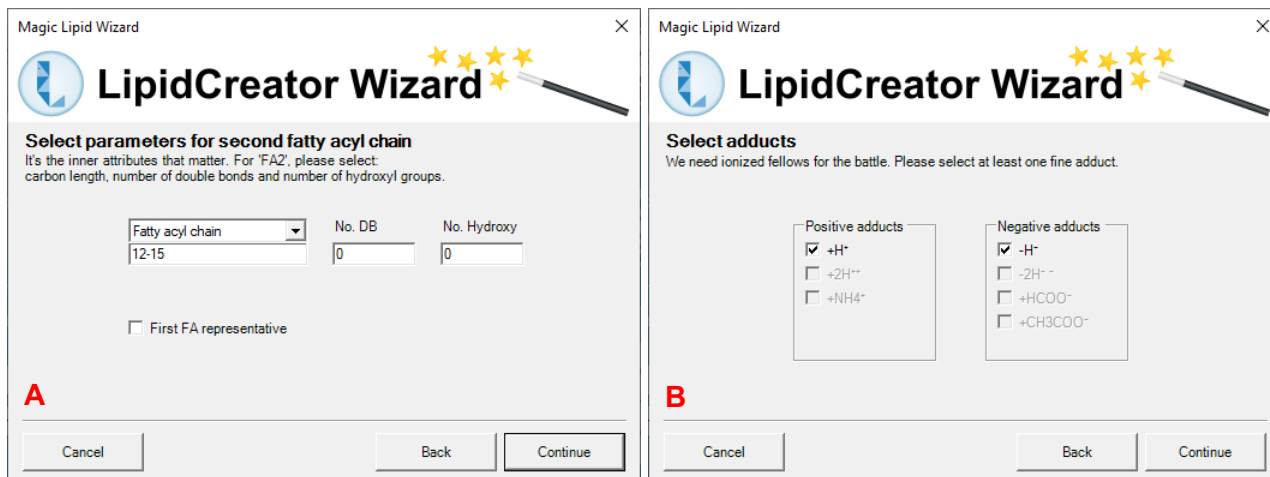 Magic Lipid Wizard
LipidCreator Wizard
Select parameters for second fatty acyl chain
It's the inner attributes that matter. For 'FA2', please select:
carbon length, number of double bonds and number of hydroxyl groups.
Fatty acyl chain
No. DB
No. Hydroxy
12-15
0
0
First FA representative
A
Cancel
Back
Continue
Magic Lipid Wizard
LipidCreator Wizard
Select adducts
We need ionized fellows for the battle. Please select at least one fine adduct.
Positive adducts
+H⁺
+2H⁺⁺
+NH4⁺
Negative adducts
-H⁻
-2H⁻ ⁻
+HCOO⁻
+CH3COO⁻
B
Cancel
Back
Continue